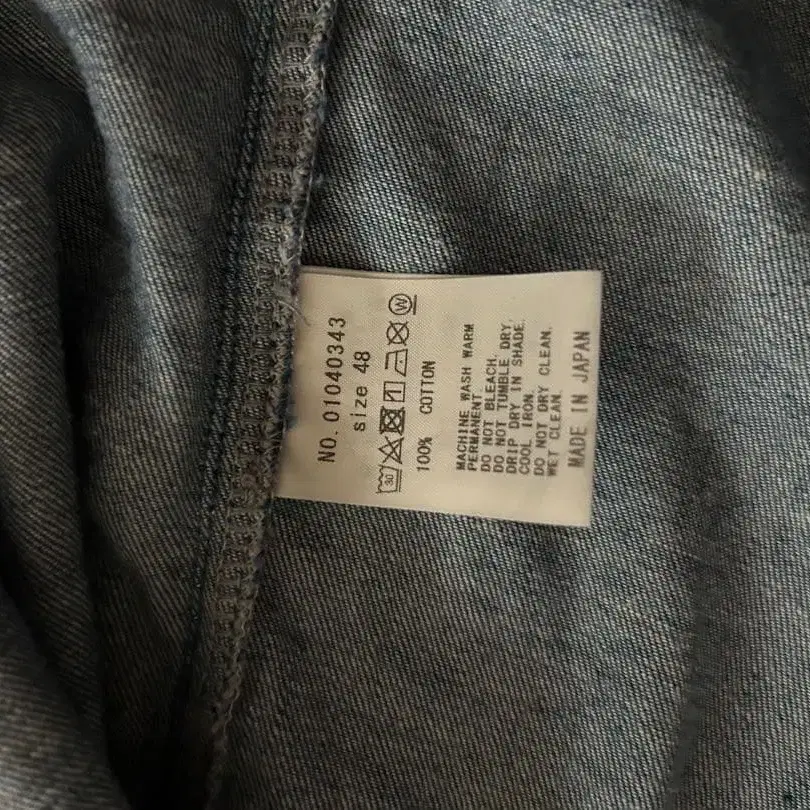 NO. 01040343
size 48
30 W
100% COTTON
MACHINE WASH WARM
PERMANENT
DO NOT BLEACH.
DO NOT TUMBLE DRY.
DRIP DRY IN SHADE.
COOL IRON.
DO NOT DRY CLEAN.
WET CLEAN.
MADE IN JAPAN